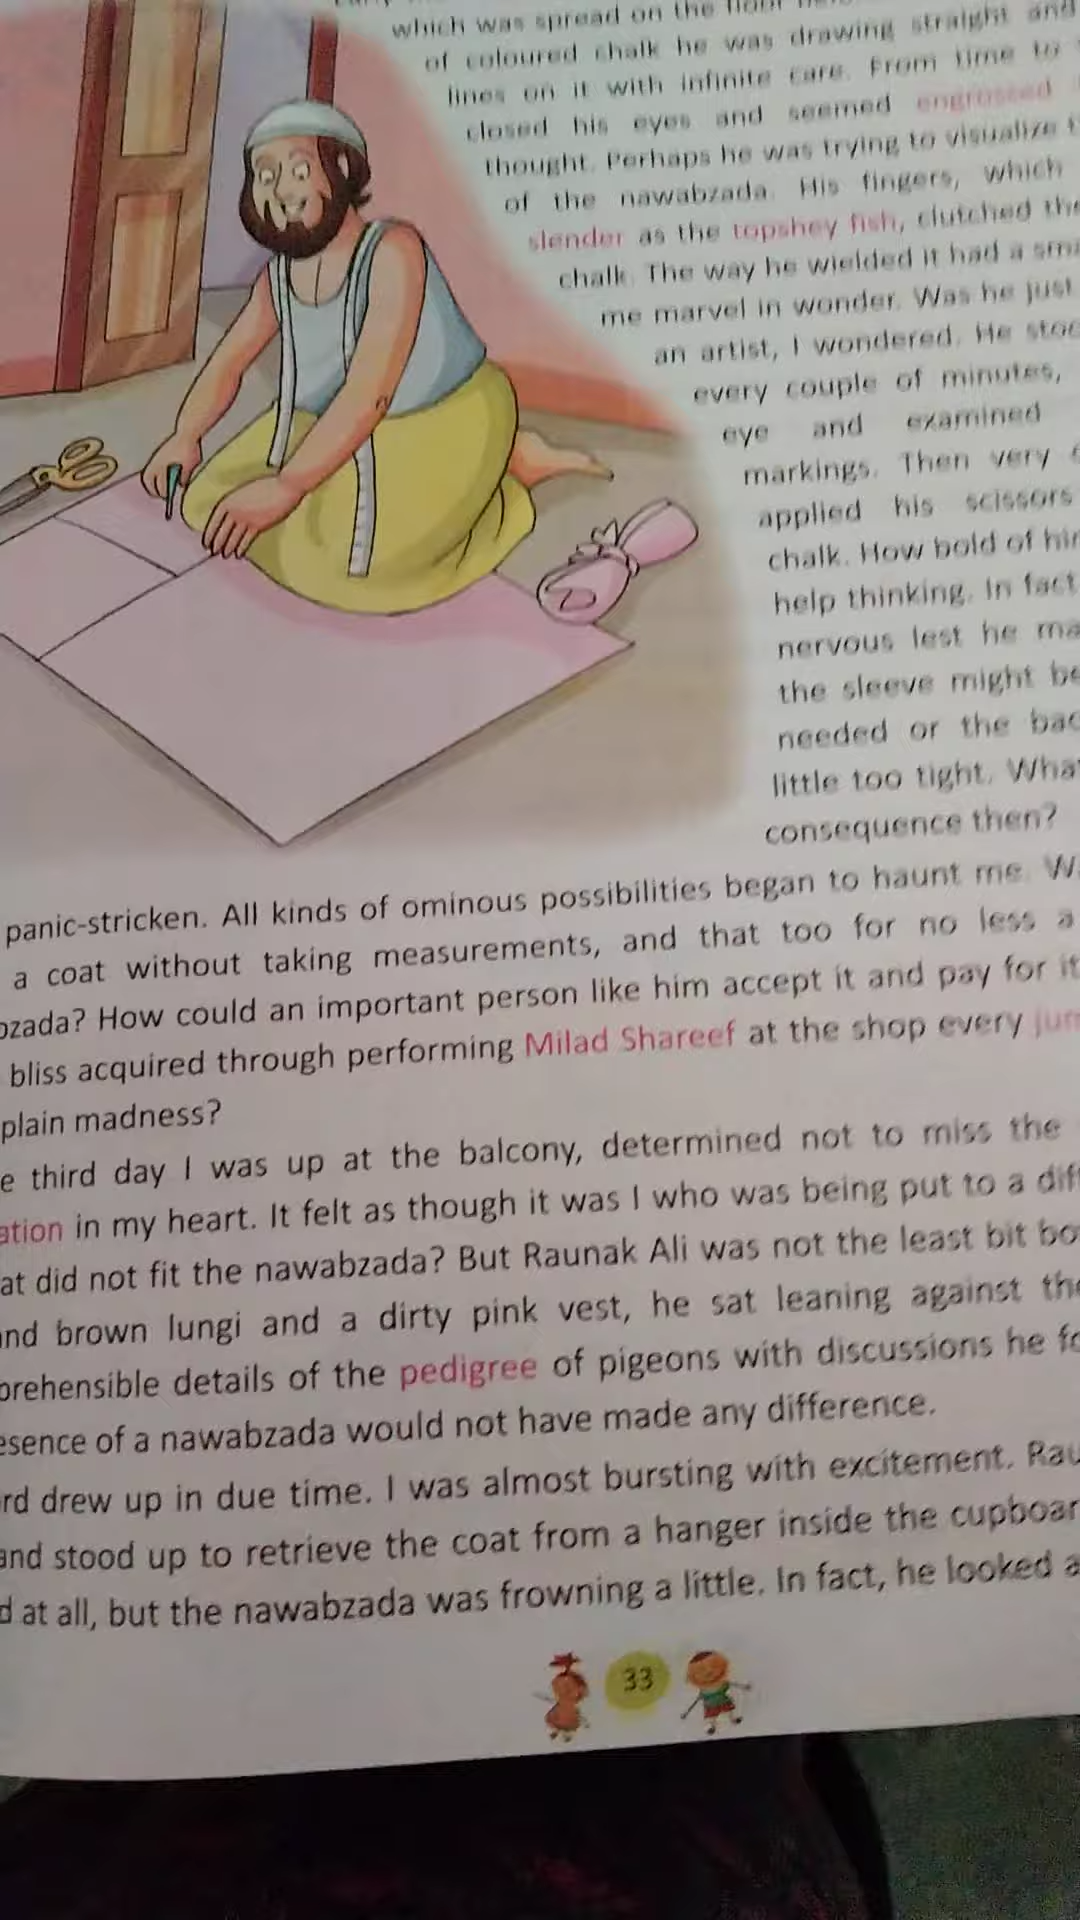 which was spread on the floor
of coloured chalk he was drawing straight and
lines on it with infinite care. From time to
closed his eyes and seemed engrossed
thought. Perhaps he was trying to visualize
of the nawabzada. His fingers, which
slender as the topshey fish, clutched the
chalk. The way he wielded it had a
me marvel in wonder. Was he just
an artist, I wondered. He
every couple of minutes,
eye and examined
markings. Then very
applied his scissors
chalk. How bold of
help thinking. In fact
nervous lest he
the sleeve might
needed or the
little too tight.
consequence then?
panic-stricken. All kinds of ominous possibilities began to haunt me.
a coat without taking measurements, and that too for no less a
ozada? How could an important person like him accept it and pay for it
bliss acquired through performing Milad Shareef at the shop every
plain madness?
e third day I was up at the balcony, determined not to miss the
ation in my heart. It felt as though it was I who was being put to a
at did not fit the nawabzada? But Raunak Ali was not the least bit
nd brown lungi and a dirty pink vest, he sat leaning against the
prehensible details of the pedigree of pigeons with discussions he
esence of a nawabzada would not have made any difference.
rd drew up in due time. I was almost bursting with excitement. Rau
and stood up to retrieve the coat from a hanger inside the cupboar
d at all, but the nawabzada was frowning a little. In fact, he looked a
33